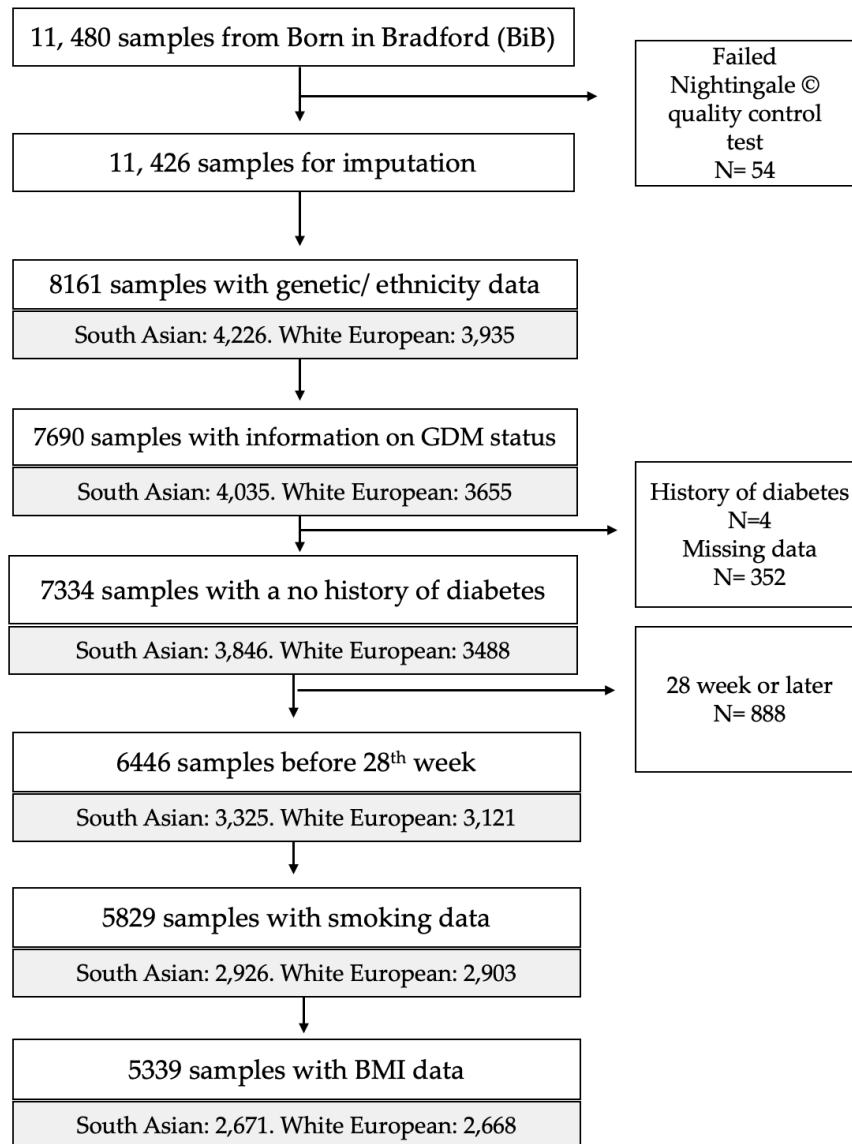 11, 480 samples from Born in Bradford (BiB)
Failed
Nightingale ©
quality control
test
N= 54
11, 426 samples for imputation
8161 samples with genetic/ ethnicity data
South Asian: 4,226. White European: 3,935
7690 samples with information on GDM status
South Asian: 4,035. White European: 3655
History of diabetes
N=4
Missing data
N= 352
7334 samples with a no history of diabetes
South Asian: 3,846. White European: 3488
28 week or later
N= 888
6446 samples before 28th week
South Asian: 3,325. White European: 3,121
5829 samples with smoking data
South Asian: 2,926. White European: 2,903
5339 samples with BMI data
South Asian: 2,671. White European: 2,668